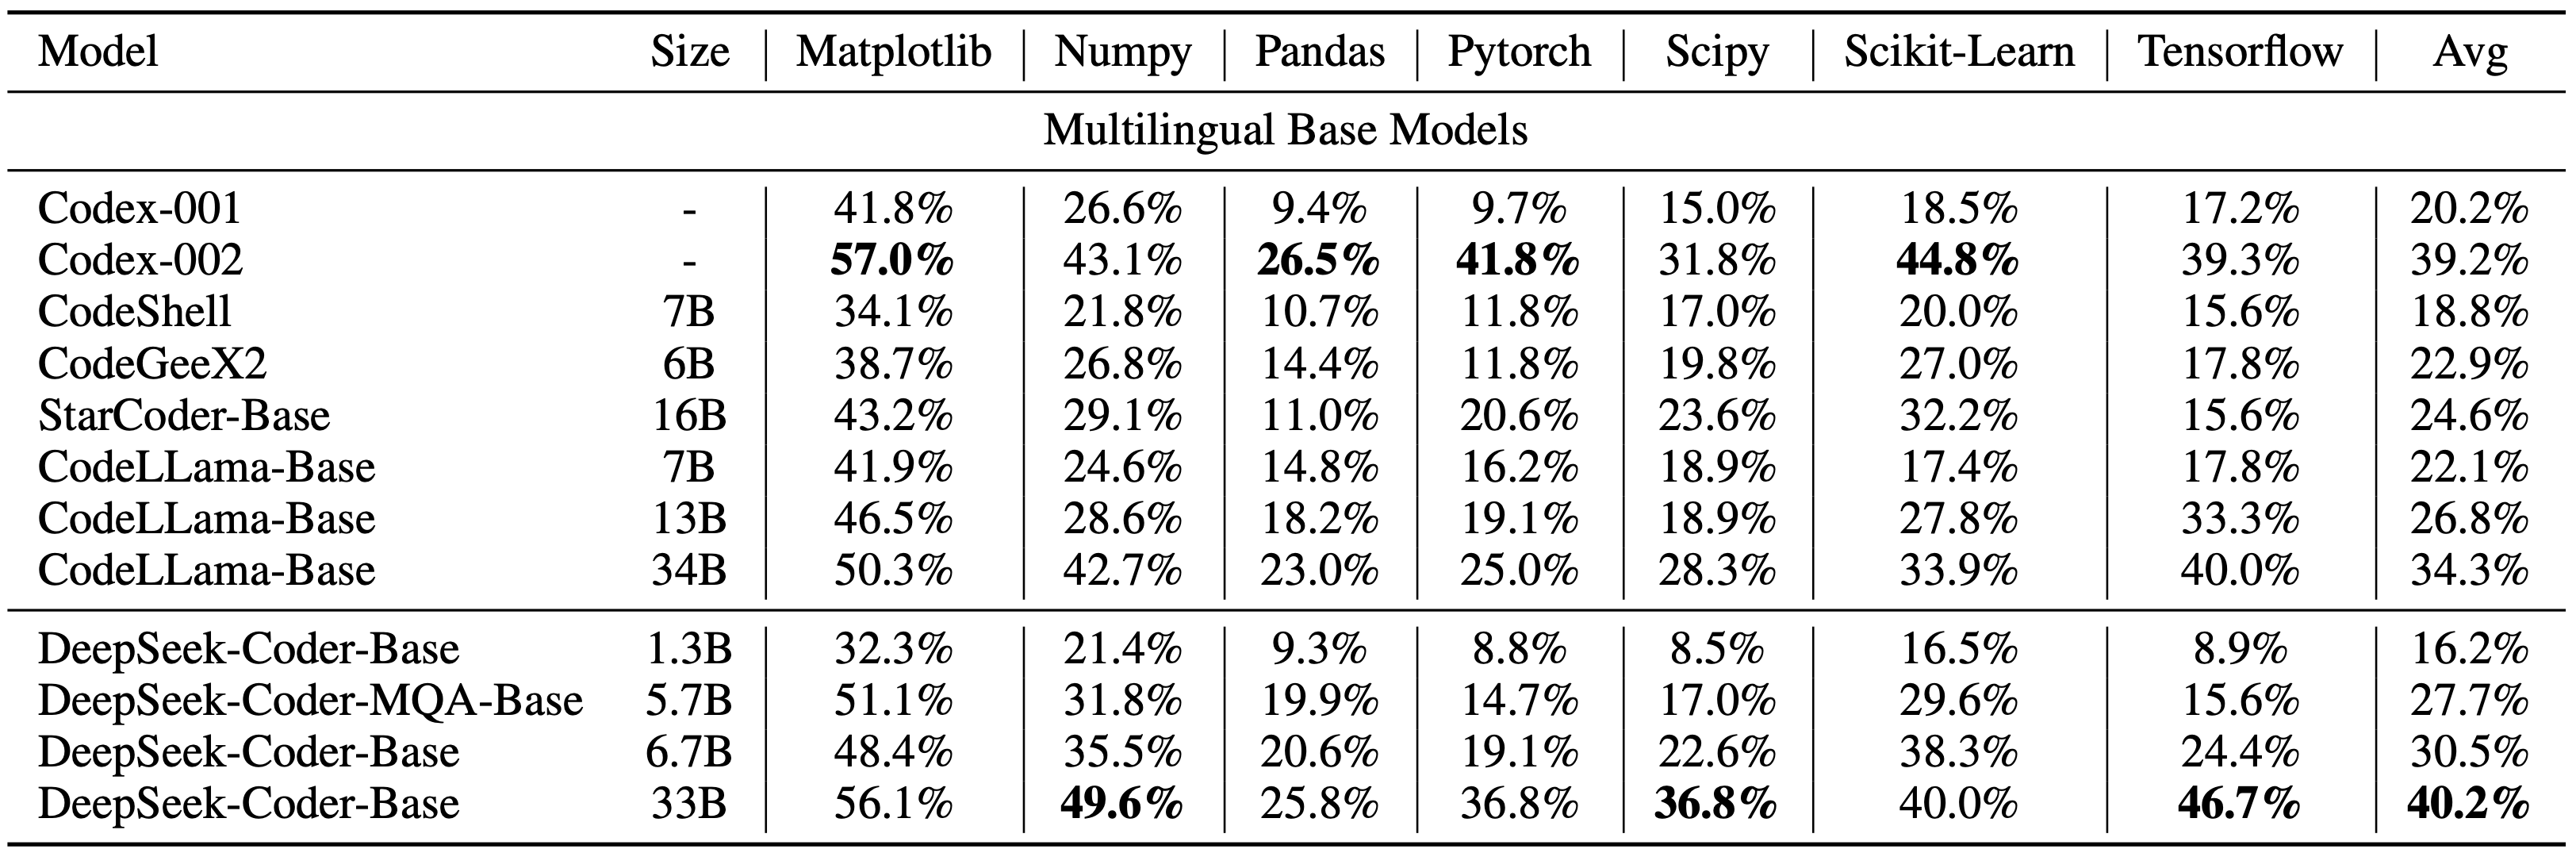 Model Size Matplotlib Numpy Pandas Pytorch Scipy Scikit-Learn Tensorflow Avg
Multilingual Base Models
Codex-001 - 41.8% 26.6% 9.4% 9.7% 15.0% 18.5% 17.2% 20.2%
Codex-002 - 57.0% 43.1% 26.5% 41.8% 31.8% 44.8% 39.3% 39.2%
CodeShell 7B 34.1% 21.8% 10.7% 11.8% 17.0% 20.0% 15.6% 18.8%
CodeGeeX2 6B 38.7% 26.8% 14.4% 11.8% 19.8% 27.0% 17.8% 22.9%
StarCoder-Base 16B 43.2% 29.1% 11.0% 20.6% 23.6% 32.2% 15.6% 24.6%
CodeLLama-Base 7B 41.9% 24.6% 14.8% 16.2% 18.9% 17.4% 17.8% 22.1%
CodeLLama-Base 13B 46.5% 28.6% 18.2% 19.1% 18.9% 27.8% 33.3% 26.8%
CodeLLama-Base 34B 50.3% 42.7% 23.0% 25.0% 28.3% 33.9% 40.0% 34.3%
DeepSeek-Coder-Base 1.3B 32.3% 21.4% 9.3% 8.8% 8.5% 16.5% 8.9% 16.2%
DeepSeek-Coder-MQA-Base 5.7B 51.1% 31.8% 19.9% 14.7% 17.0% 29.6% 15.6% 27.7%
DeepSeek-Coder-Base 6.7B 48.4% 35.5% 20.6% 19.1% 22.6% 38.3% 24.4% 30.5%
DeepSeek-Coder-Base 33B 56.1% 49.6% 25.8% 36.8% 36.8% 40.0% 46.7% 40.2%